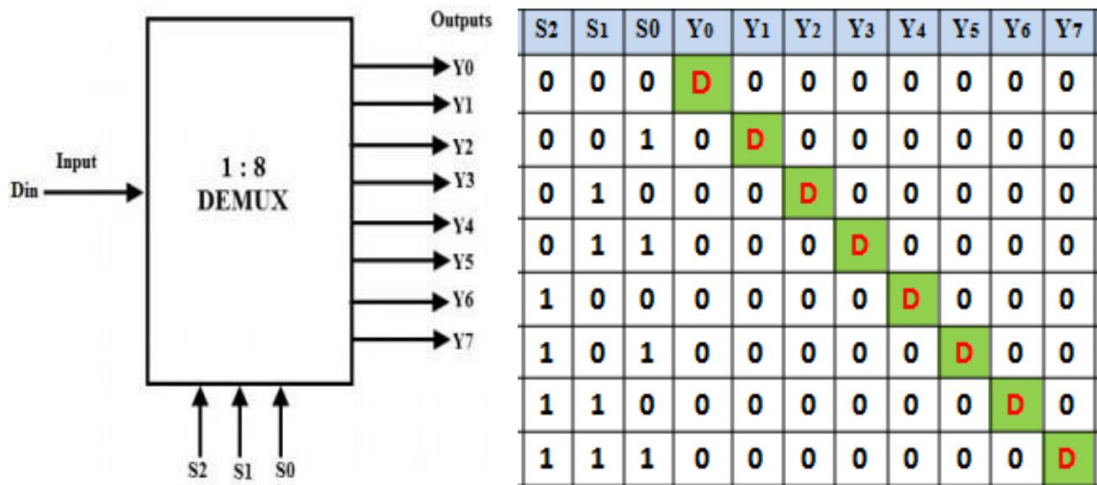 Outputs
Y0
Y1
Y2
Input
1 : 8
Y3
Din
DEMUX
Y4
Y5
Y6
Y7
S2 S1 S0
S2 S1 S0 Y0 Y1 Y2 Y3 Y4 Y5 Y6 Y7
0 0 0 D 0 0 0 0 0 0 0
0 0 1 0 D 0 0 0 0 0 0
0 1 0 0 0 D 0 0 0 0 0
0 1 1 0 0 0 D 0 0 0 0
1 0 0 0 0 0 0 D 0 0 0
1 0 1 0 0 0 0 0 D 0 0
1 1 0 0 0 0 0 0 0 D 0
1 1 1 0 0 0 0 0 0 0 D